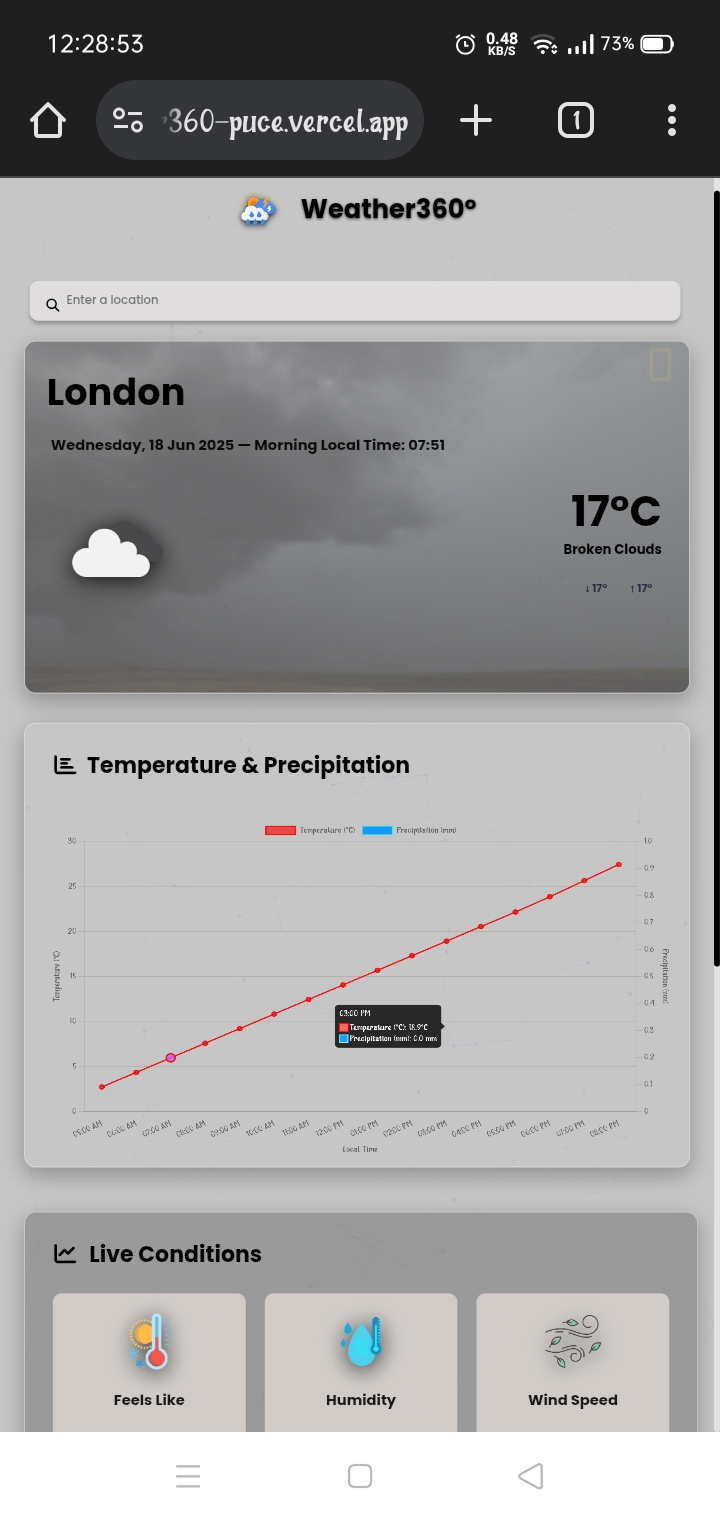 12:28:53
0.48 KB/S
73%
360-puce.vercel.app
1
Weather360°
Enter a location
London
Wednesday, 18 Jun 2025 — Morning Local Time: 07:51
17°C
Broken Clouds
↓17° ↑17°
Temperature & Precipitation
Temperature (°C) Precipitation (mm)
30 1.0
0.9
25
0.8
20 0.7
0.6
15 0.5
0.4
10
0.3
5 0.2
0.1
0 0
Temperature (°C)
Precipitation (mm)
03:00 PM
Temperature (°C): 18.9°C
Precipitation (mm): 0.0 mm
05:00 AM 06:00 AM 07:00 AM 08:00 AM 09:00 AM 10:00 AM 11:00 AM 12:00 PM 01:00 PM 02:00 PM 03:00 PM 04:00 PM 05:00 PM 06:00 PM 07:00 PM 08:00 PM
Local Time
Live Conditions
Feels Like Humidity Wind Speed